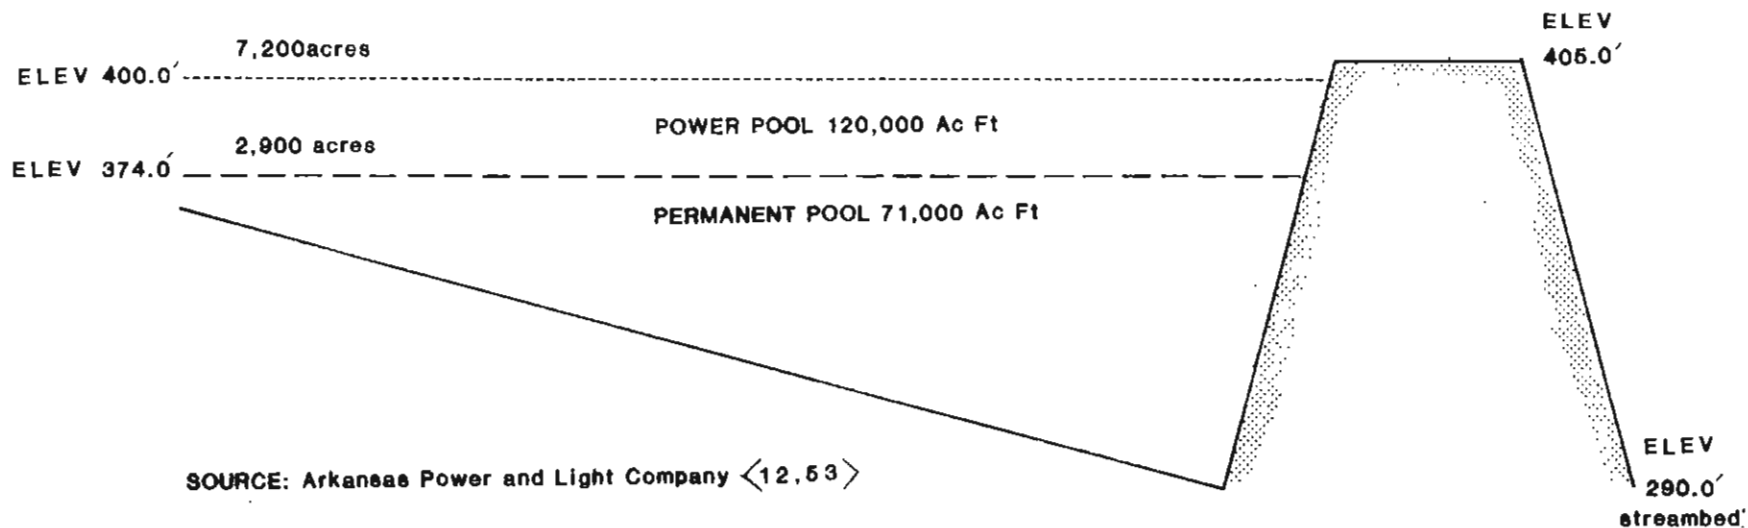 ELEV
405.0′
7,200acres
ELEV 400.0′
POWER POOL 120,000 Ac Ft
2,900 acres
ELEV 374.0′
PERMANENT POOL 71,000 Ac Ft
SOURCE: Arkansas Power and Light Company <12,53>
ELEV
290.0′
streambed